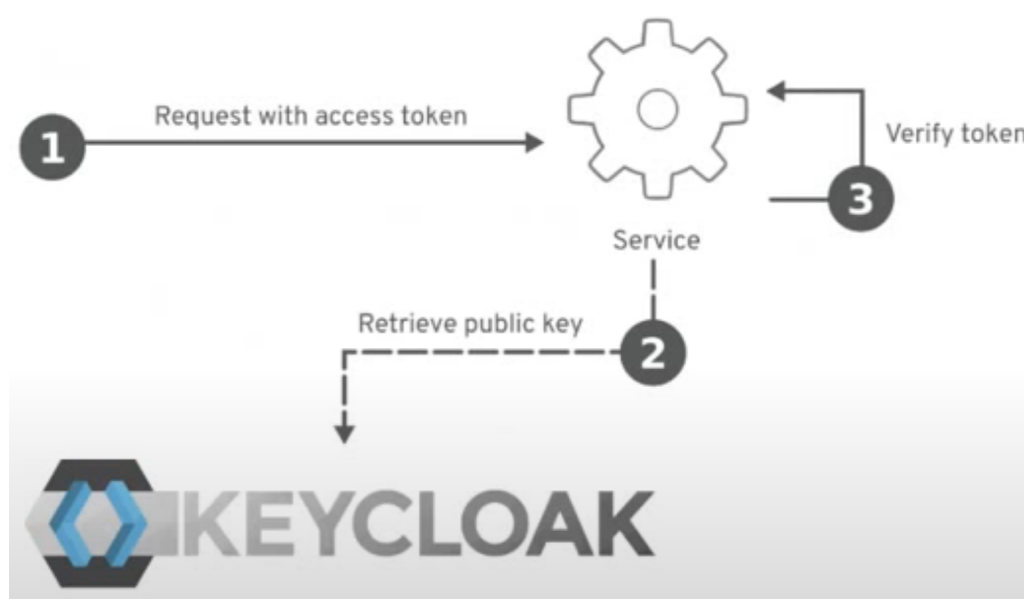 1
Request with access token
Verify token
3
Service
Retrieve public key
2
KEYCLOAK